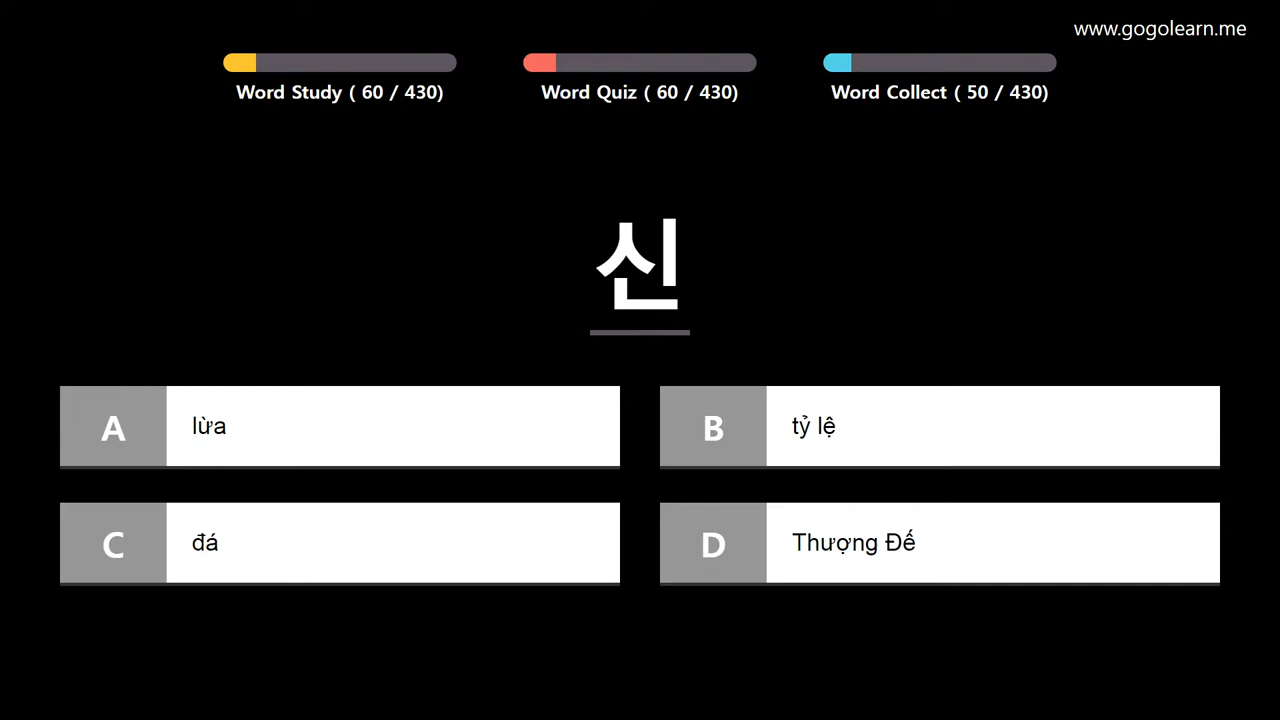 www.gogolearn.me
Word Study ( 60 / 430)
Word Quiz ( 60 / 430)
Word Collect ( 50 / 430)
신
A lừa
B tỷ lệ
C đá
D Thượng Đế